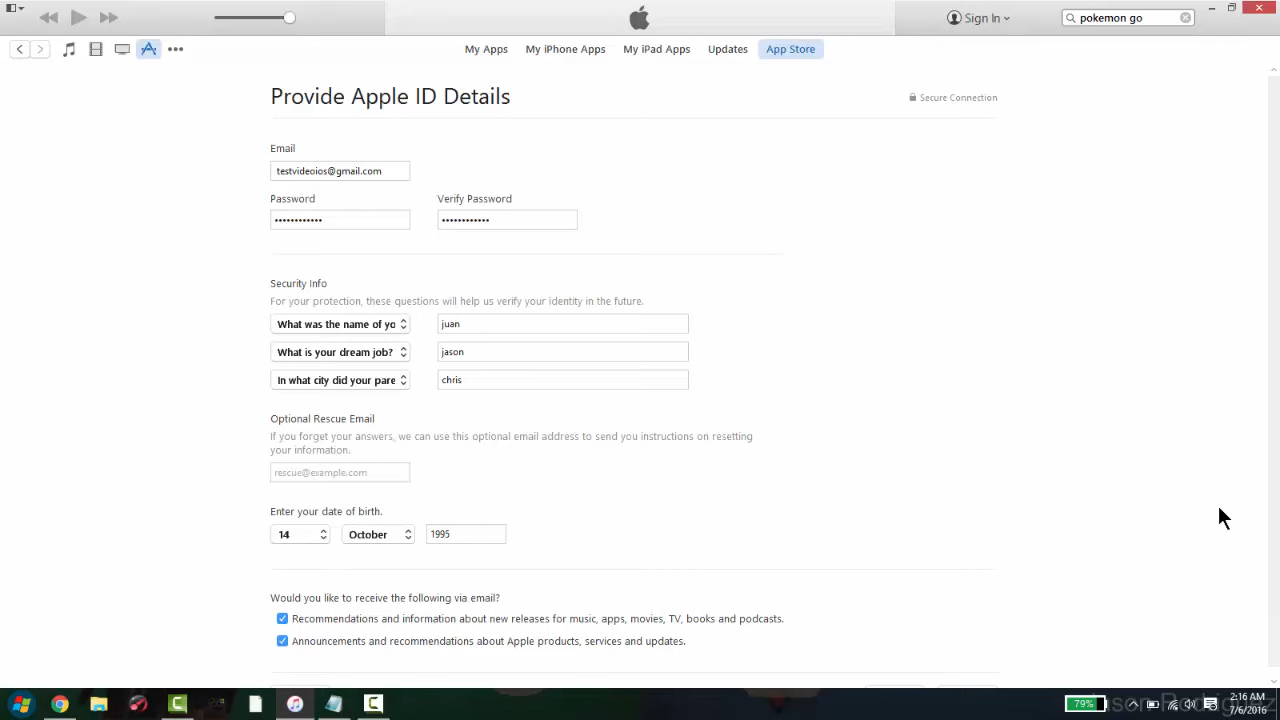 Sign In
pokemon go
My Apps
My iPhone Apps
My iPad Apps
Updates
App Store
Provide Apple ID Details
Secure Connection
Email
testvideoios@gmail.com
Password
Verify Password
•••••••••••• ••••••••••••
Security Info
For your protection, these questions will help us verify your identity in the future.
What was the name of yo
juan
What is your dream job?
jason
In what city did your pare
chris
Optional Rescue Email
If you forget your answers, we can use this optional email address to send you instructions on resetting
your information.
rescue@example.com
Enter your date of birth.
14 October 1995
Would you like to receive the following via email?
Recommendations and information about new releases for music, apps, movies, TV, books and podcasts.
Announcements and recommendations about Apple products, services and updates.
79%
2:16 AM
7/6/2016